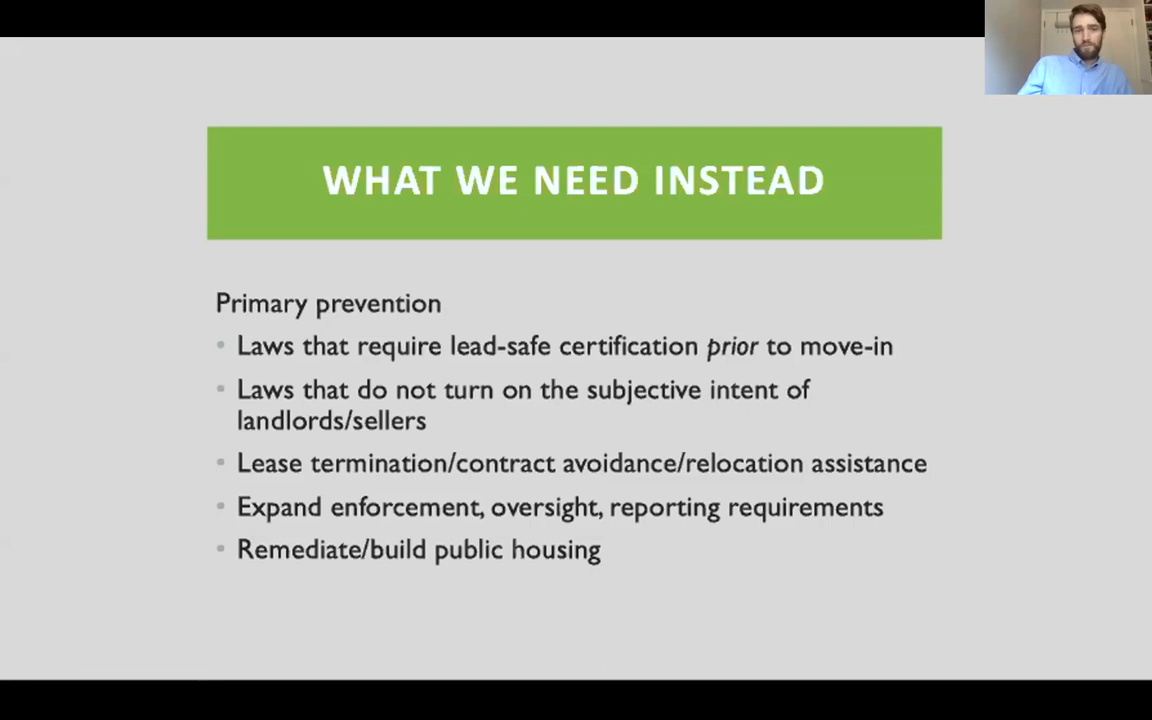 WHAT WE NEED INSTEAD
Primary prevention
• Laws that require lead-safe certification prior to move-in
• Laws that do not turn on the subjective intent of
landlords/sellers
• Lease termination/contract avoidance/relocation assistance
• Expand enforcement, oversight, reporting requirements
• Remediate/build public housing